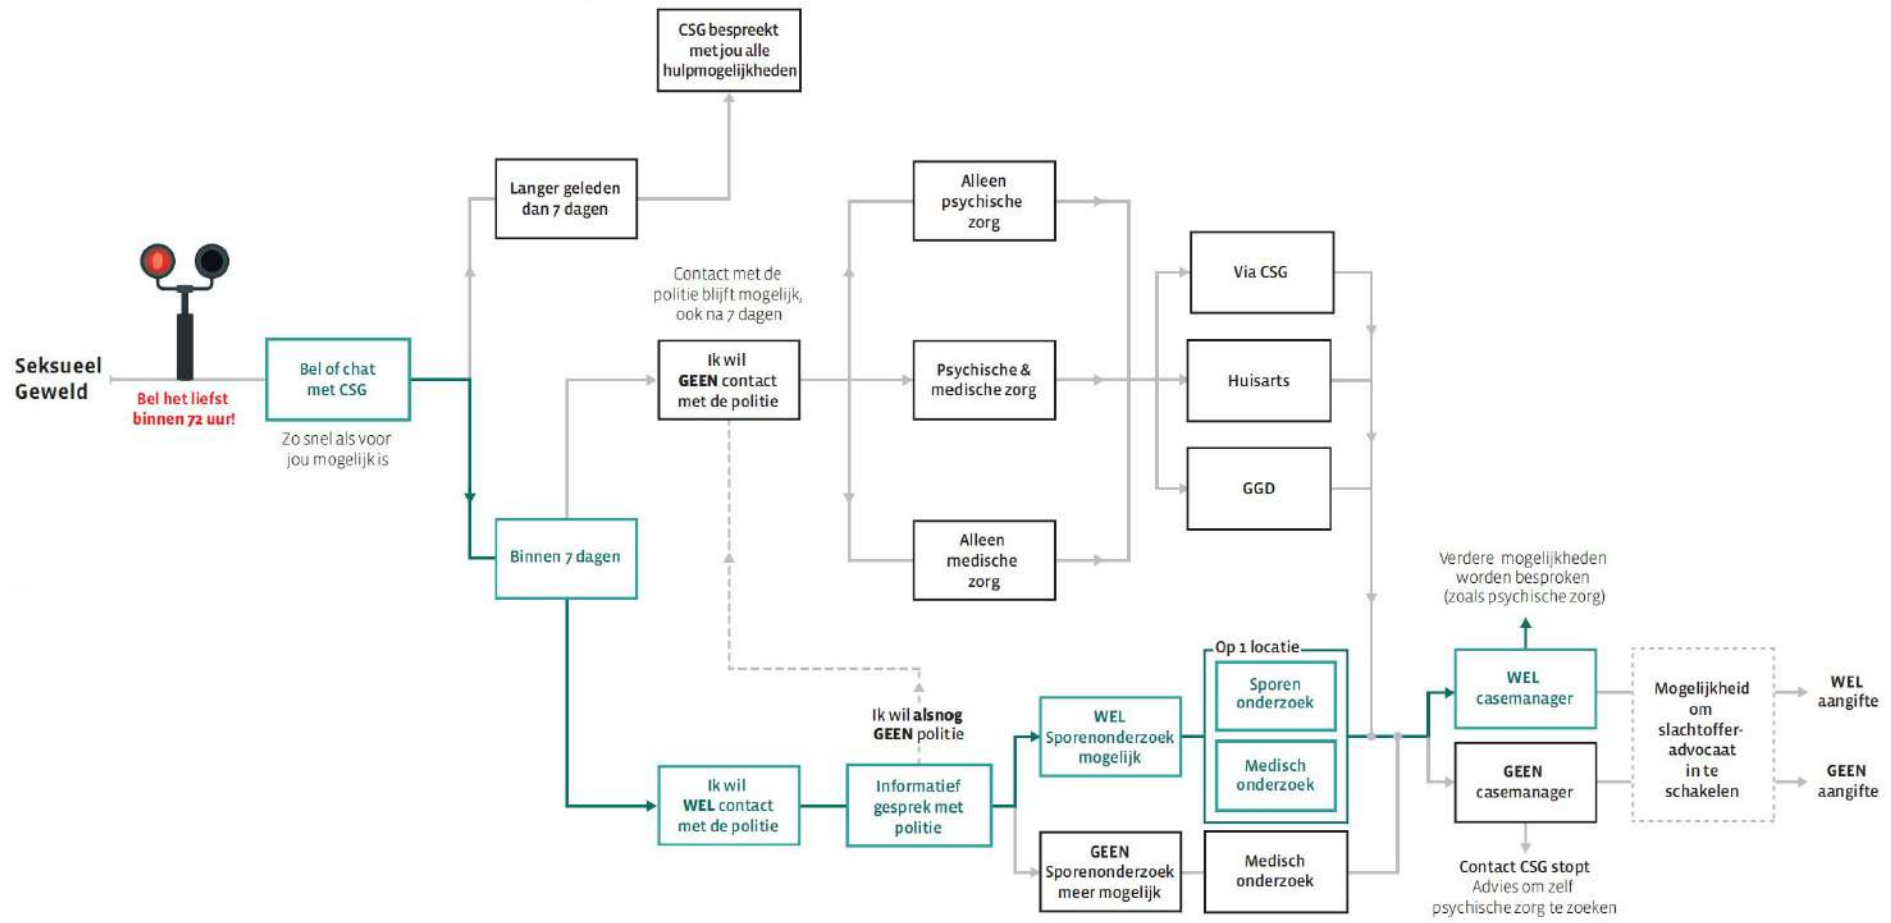 CSG bespreekt
met jou alle
hulpmogelijkheden
Langer geleden
dan 7 dagen
Alleen
psychische
zorg
Contact met de
politie blijft mogelijk,
ook na 7 dagen
Via CSG
Seksueel
Geweld
Bel het liefst
binnen 72 uur!
Bel of chat
met CSG
Zo snel als voor
jou mogelijk is
Ik wil
GEEN contact
met de politie
Psychische &
medische zorg
Huisarts
GGD
Binnen 7 dagen
Alleen
medische
zorg
Verdere mogelijkheden
worden besproken
(zoals psychische zorg)
Op 1 locatie
Sporen
onderzoek
Medisch
onderzoek
WEL
casemanager
Mogelijkheid
om
slachtoffer-
advocaat
in te
schakelen
WEL
aangifte
Ik wil alsnog
GEEN politie
WEL
Sporenonderzoek
mogelijk
GEEN
casemanager
GEEN
aangifte
Ik wil
WEL contact
met de politie
Informatief
gesprek met
politie
GEEN
Sporenonderzoek
meer mogelijk
Medisch
onderzoek
Contact CSG stopt
Advies om zelf
psychische zorg te zoeken